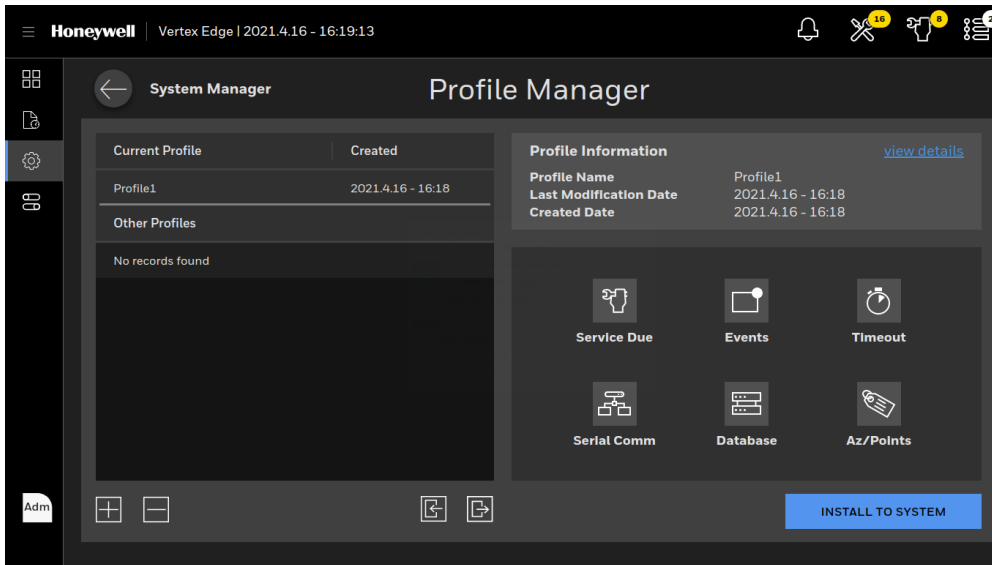 Honeywell Vertex Edge | 2021.4.16 - 16:19:13 16 8 2
System Manager Profile Manager
Current Profile Created
Profile1 2021.4.16 - 16:18
Other Profiles
No records found
Profile Information view details
Profile Name Profile1
Last Modification Date 2021.4.16 - 16:18
Created Date 2021.4.16 - 16:18
Service Due Events Timeout
Serial Comm Database Az/Points
Adm
INSTALL TO SYSTEM